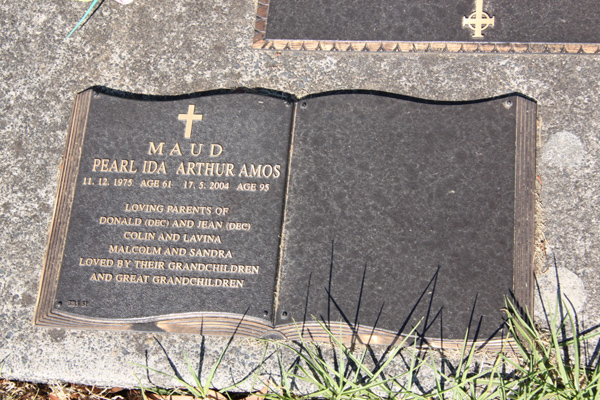 MAUD
PEARL IDA ARTHUR AMOS
11. 12. 1975 AGE 61 17. 5. 2004 AGE 95
LOVING PARENTS OF
DONALD (DEC) AND JEAN (DEC)
COLIN AND LAVINA
MALCOLM AND SANDRA
LOVED BY THEIR GRANDCHILDREN
AND GREAT GRANDCHILDREN